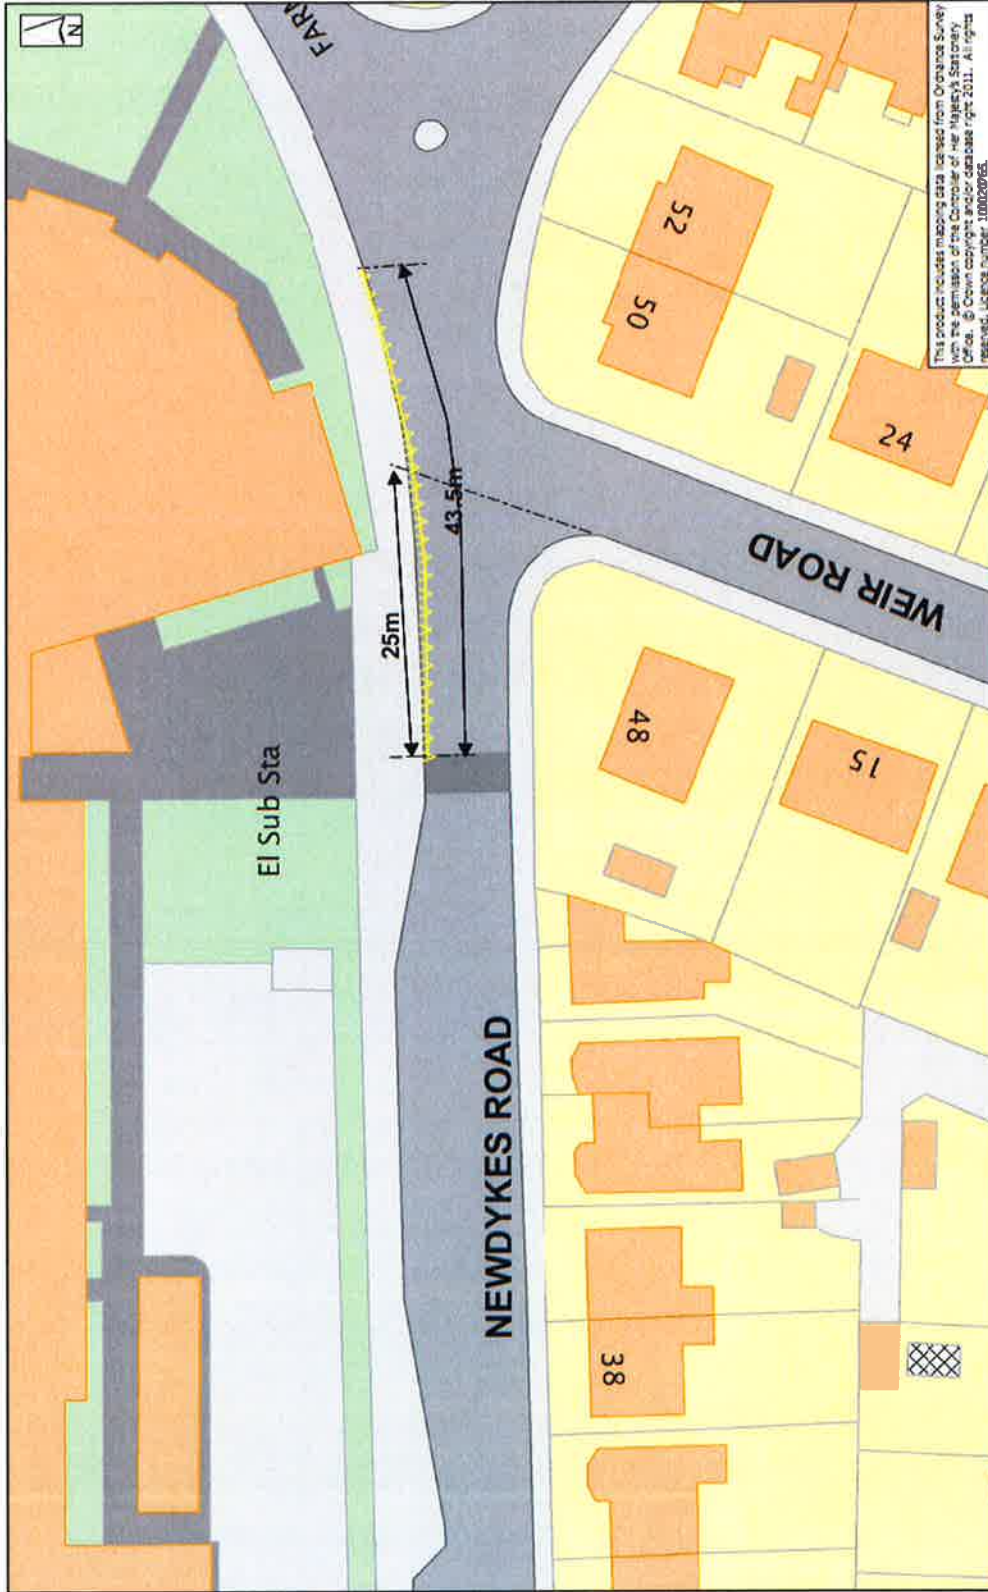 N
FARM
52
50
24
25m
43.5m
WEIR ROAD
El Sub Sta
48
15
NEWDYKES ROAD
38
This product includes mapping data licensed from Ordnance Survey
with the permission of the Controller of Her Majesty's Stationery
Office. © Crown copyright and/or database right 2011. All rights
reserved. Licence number 100020765.